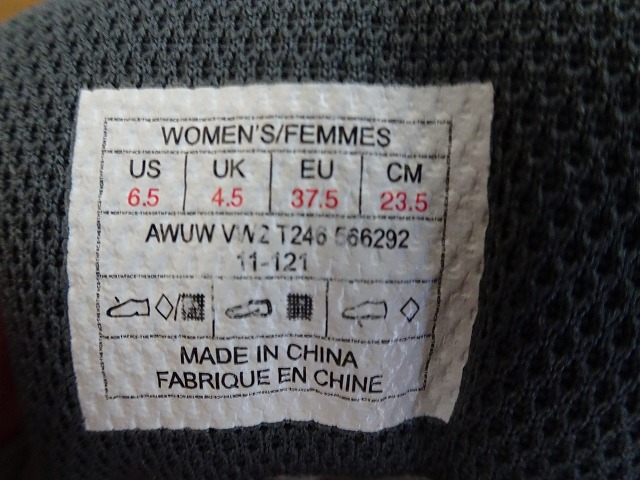 WOMEN'S/FEMMES
US UK EU CM
6.5 4.5 37.5 23.5
AWUW VWZ T246 566292
11-121
MADE IN CHINA
FABRIQUE EN CHINE